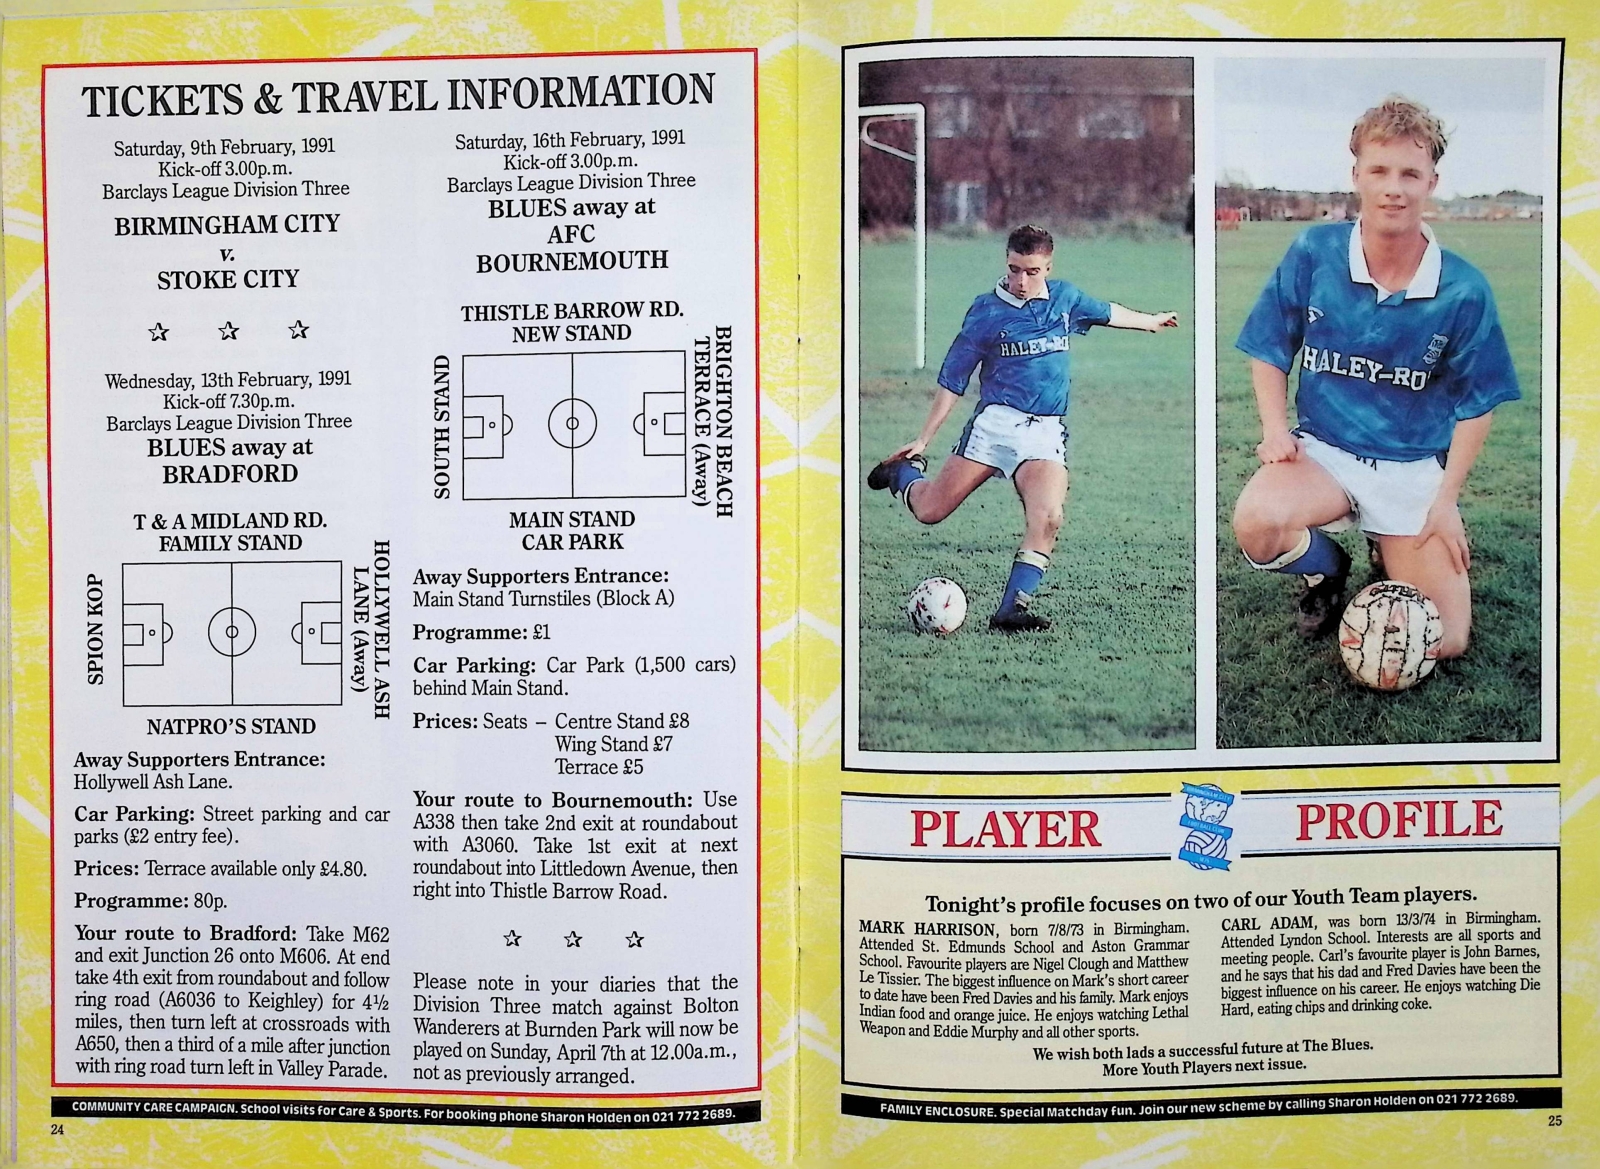 TICKETS & TRAVEL INFORMATION
Saturday, 9th February, 1991
Kick-off 3.00p.m.
Barclays League Division Three
BIRMINGHAM CITY
v.
STOKE CITY
Wednesday, 13th February, 1991
Kick-off 7.30p.m.
Barclays League Division Three
BLUES away at
BRADFORD
T & A MIDLAND RD.
FAMILY STAND
SPION KOP
HOLLYWELL ASH
LANE (Away)
NATPRO'S STAND
Away Supporters Entrance:
Hollywell Ash Lane.
Car Parking: Street parking and car
parks (£2 entry fee).
Prices: Terrace available only £4.80.
Programme: 80p.
Your route to Bradford: Take M62
and exit Junction 26 onto M606. At end
take 4th exit from roundabout and follow
ring road (A6036 to Keighley) for 4½
miles, then turn left at crossroads with
A650, then a third of a mile after junction
with ring road turn left in Valley Parade.
Saturday, 16th February, 1991
Kick-off 3.00p.m.
Barclays League Division Three
BLUES away at
AFC
BOURNEMOUTH
THISTLE BARROW RD.
NEW STAND
SOUTH STAND
BRIGHTON BEACH
TERRACE (Away)
MAIN STAND
CAR PARK
Away Supporters Entrance:
Main Stand Turnstiles (Block A)
Programme: £1
Car Parking: Car Park (1,500 cars)
behind Main Stand.
Prices: Seats – Centre Stand £8
Wing Stand £7
Terrace £5
Your route to Bournemouth: Use
A338 then take 2nd exit at roundabout
with A3060. Take 1st exit at next
roundabout into Littledown Avenue, then
right into Thistle Barrow Road.
Please note in your diaries that the
Division Three match against Bolton
Wanderers at Burnden Park will now be
played on Sunday, April 7th at 12.00a.m.,
not as previously arranged.
COMMUNITY CARE CAMPAIGN. School visits for Care & Sports. For booking phone Sharon Holden on 021 772 2689.
24
HALEY-RO
HALEY-RO
PLAYER PROFILE
BIRMINGHAM CITY
FOOTBALL CLUB
1875
Tonight's profile focuses on two of our Youth Team players.
MARK HARRISON, born 7/8/73 in Birmingham.
Attended St. Edmunds School and Aston Grammar
School. Favourite players are Nigel Clough and Matthew
Le Tissier. The biggest influence on Mark's short career
to date have been Fred Davies and his family. Mark enjoys
Indian food and orange juice. He enjoys watching Lethal
Weapon and Eddie Murphy and all other sports.
CARL ADAM, was born 13/3/74 in Birmingham.
Attended Lyndon School. Interests are all sports and
meeting people. Carl's favourite player is John Barnes,
and he says that his dad and Fred Davies have been the
biggest influence on his career. He enjoys watching Die
Hard, eating chips and drinking coke.
We wish both lads a successful future at The Blues.
More Youth Players next issue.
FAMILY ENCLOSURE. Special Matchday fun. Join our new scheme by calling Sharon Holden on 021 772 2689.
25